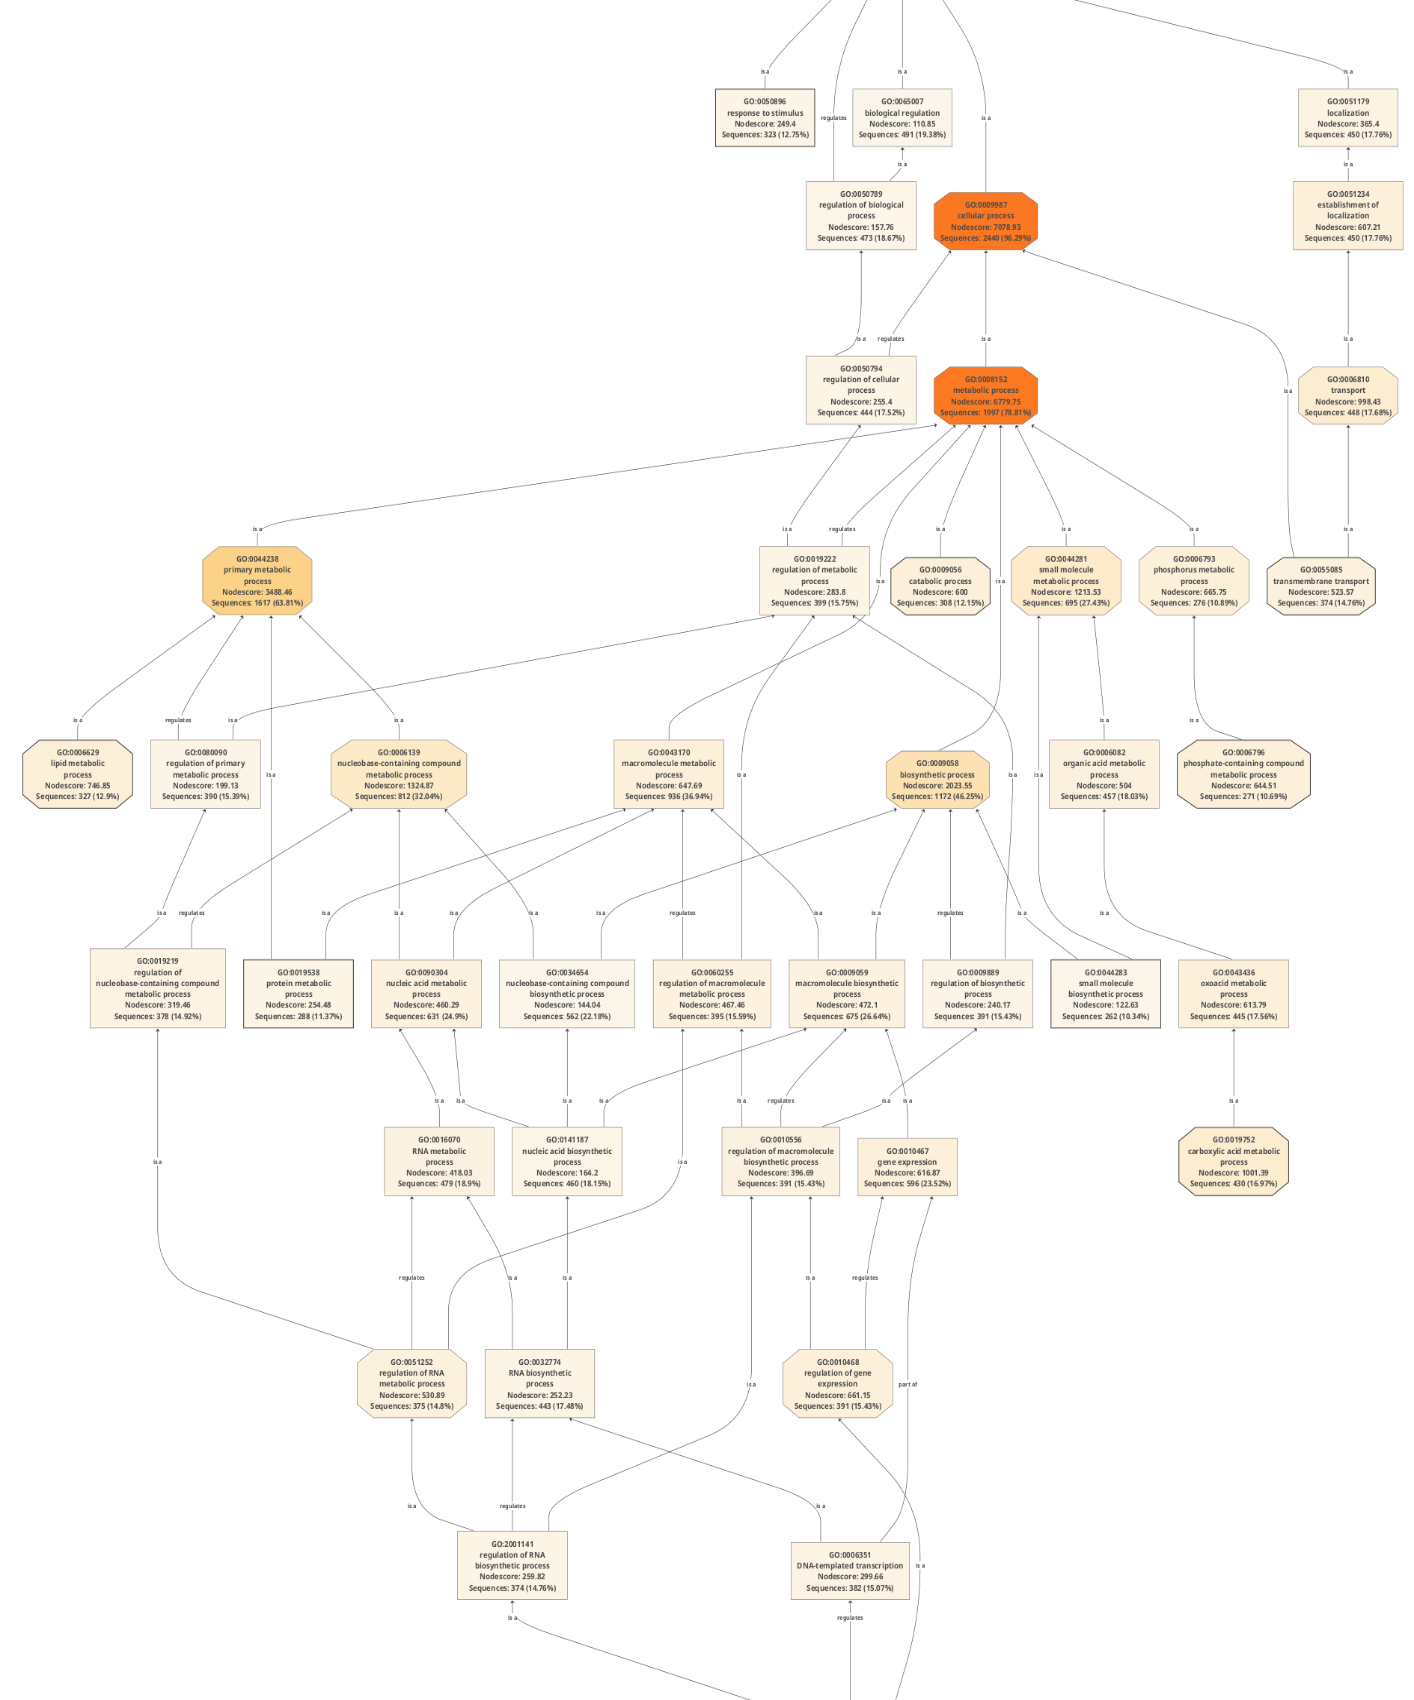 is a
is a
is a
regulates
is a
GO:0050896
response to stimulus
Nodescore: 249.4
Sequences: 323 (12.75%)
GO:0065007
biological regulation
Nodescore: 110.85
Sequences: 491 (19.38%)
GO:0051179
localization
Nodescore: 365.4
Sequences: 450 (17.76%)
is a
is a
GO:0050789
regulation of biological
process
Nodescore: 157.76
Sequences: 473 (18.67%)
GO:0009987
cellular process
Nodescore: 7078.93
Sequences: 2440 (96.29%)
GO:0051234
establishment of
localization
Nodescore: 607.21
Sequences: 450 (17.76%)
is a
regulates
is a
is a
is a
GO:0050794
regulation of cellular
process
Nodescore: 255.4
Sequences: 444 (17.52%)
GO:0008152
metabolic process
Nodescore: 6779.75
Sequences: 1997 (78.81%)
GO:0006810
transport
Nodescore: 998.43
Sequences: 448 (17.68%)
is a
is a
regulates
is a
is a
is a
is a
is a
is a
GO:0044238
primary metabolic
process
Nodescore: 3488.46
Sequences: 1617 (63.81%)
GO:0019222
regulation of metabolic
process
Nodescore: 283.8
Sequences: 399 (15.75%)
GO:0009056
catabolic process
Nodescore: 600
Sequences: 308 (12.15%)
GO:0044281
small molecule
metabolic process
Nodescore: 1213.53
Sequences: 695 (27.43%)
GO:0006793
phosphorus metabolic
process
Nodescore: 665.75
Sequences: 276 (10.89%)
GO:0055085
transmembrane transport
Nodescore: 523.57
Sequences: 374 (14.76%)
is a
regulates
is a
is a
is a
is a
is a
is a
is a
is a
GO:0006629
lipid metabolic
process
Nodescore: 746.85
Sequences: 327 (12.9%)
GO:0080090
regulation of primary
metabolic process
Nodescore: 199.13
Sequences: 390 (15.39%)
GO:0006139
nucleobase-containing compound
metabolic process
Nodescore: 1324.87
Sequences: 812 (32.04%)
GO:0043170
macromolecule metabolic
process
Nodescore: 647.69
Sequences: 936 (36.94%)
GO:0009058
biosynthetic process
Nodescore: 2023.55
Sequences: 1172 (46.25%)
GO:0006082
organic acid metabolic
process
Nodescore: 504
Sequences: 457 (18.03%)
GO:0006796
phosphate-containing compound
metabolic process
Nodescore: 644.51
Sequences: 271 (10.69%)
is a
regulates
is a
is a
is a
is a
is a
regulates
is a
is a
regulates
is a
is a
GO:0019219
regulation of
nucleobase-containing compound
metabolic process
Nodescore: 319.46
Sequences: 378 (14.92%)
GO:0019538
protein metabolic
process
Nodescore: 254.48
Sequences: 288 (11.37%)
GO:0090304
nucleic acid metabolic
process
Nodescore: 460.29
Sequences: 631 (24.9%)
GO:0034654
nucleobase-containing compound
biosynthetic process
Nodescore: 144.04
Sequences: 562 (22.18%)
GO:0060255
regulation of macromolecule
metabolic process
Nodescore: 467.46
Sequences: 395 (15.59%)
GO:0009059
macromolecule biosynthetic
process
Nodescore: 472.1
Sequences: 675 (26.64%)
GO:0009889
regulation of biosynthetic
process
Nodescore: 240.17
Sequences: 391 (15.43%)
GO:0044283
small molecule
biosynthetic process
Nodescore: 122.63
Sequences: 262 (10.34%)
GO:0043436
oxoacid metabolic
process
Nodescore: 613.79
Sequences: 445 (17.56%)
is a
is a
is a
is a
is a
regulates
is a
is a
is a
is a
is a
GO:0016070
RNA metabolic
process
Nodescore: 418.03
Sequences: 479 (18.9%)
GO:0141187
nucleic acid biosynthetic
process
Nodescore: 164.2
Sequences: 460 (18.15%)
GO:0010556
regulation of macromolecule
biosynthetic process
Nodescore: 396.69
Sequences: 391 (15.43%)
GO:0010467
gene expression
Nodescore: 616.87
Sequences: 596 (23.52%)
GO:0019752
carboxylic acid metabolic
process
Nodescore: 1001.39
Sequences: 430 (16.97%)
regulates
is a
is a
is a
regulates
GO:0051252
regulation of RNA
metabolic process
Nodescore: 530.89
Sequences: 375 (14.8%)
GO:0032774
RNA biosynthetic
process
Nodescore: 252.23
Sequences: 443 (17.48%)
is a
GO:0010468
regulation of gene
expression
Nodescore: 661.15
Sequences: 391 (15.43%)
part of
is a
regulates
is a
GO:2001141
regulation of RNA
biosynthetic process
Nodescore: 259.82
Sequences: 374 (14.76%)
GO:0006351
DNA-templated transcription
Nodescore: 299.66
Sequences: 382 (15.07%)
is a
is a
regulates